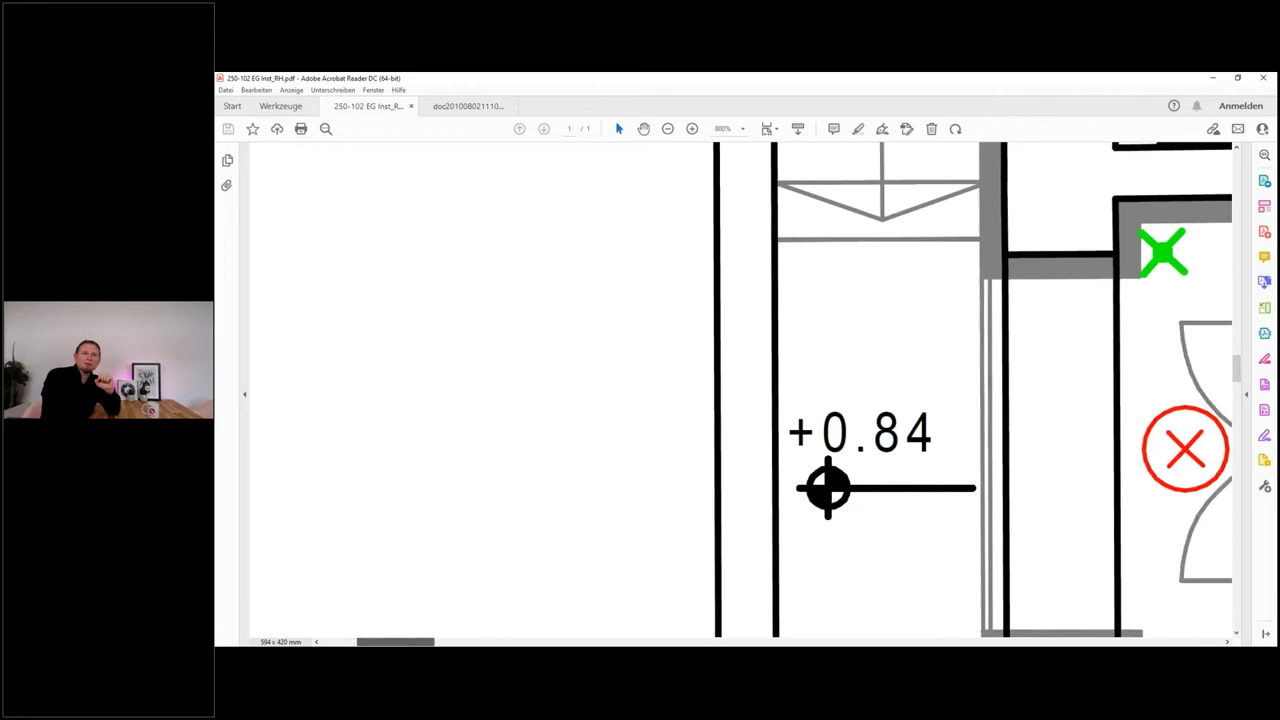 250-102 EG Inst_RH.pdf - Adobe Acrobat Reader DC (64-bit)
Datei Bearbeiten Anzeige Unterschreiben Fenster Hilfe
Start Werkzeuge 250-102 EG Inst_R... × doc201008021110... Anmelden
1 / 1 800%
+0.84
594 x 420 mm